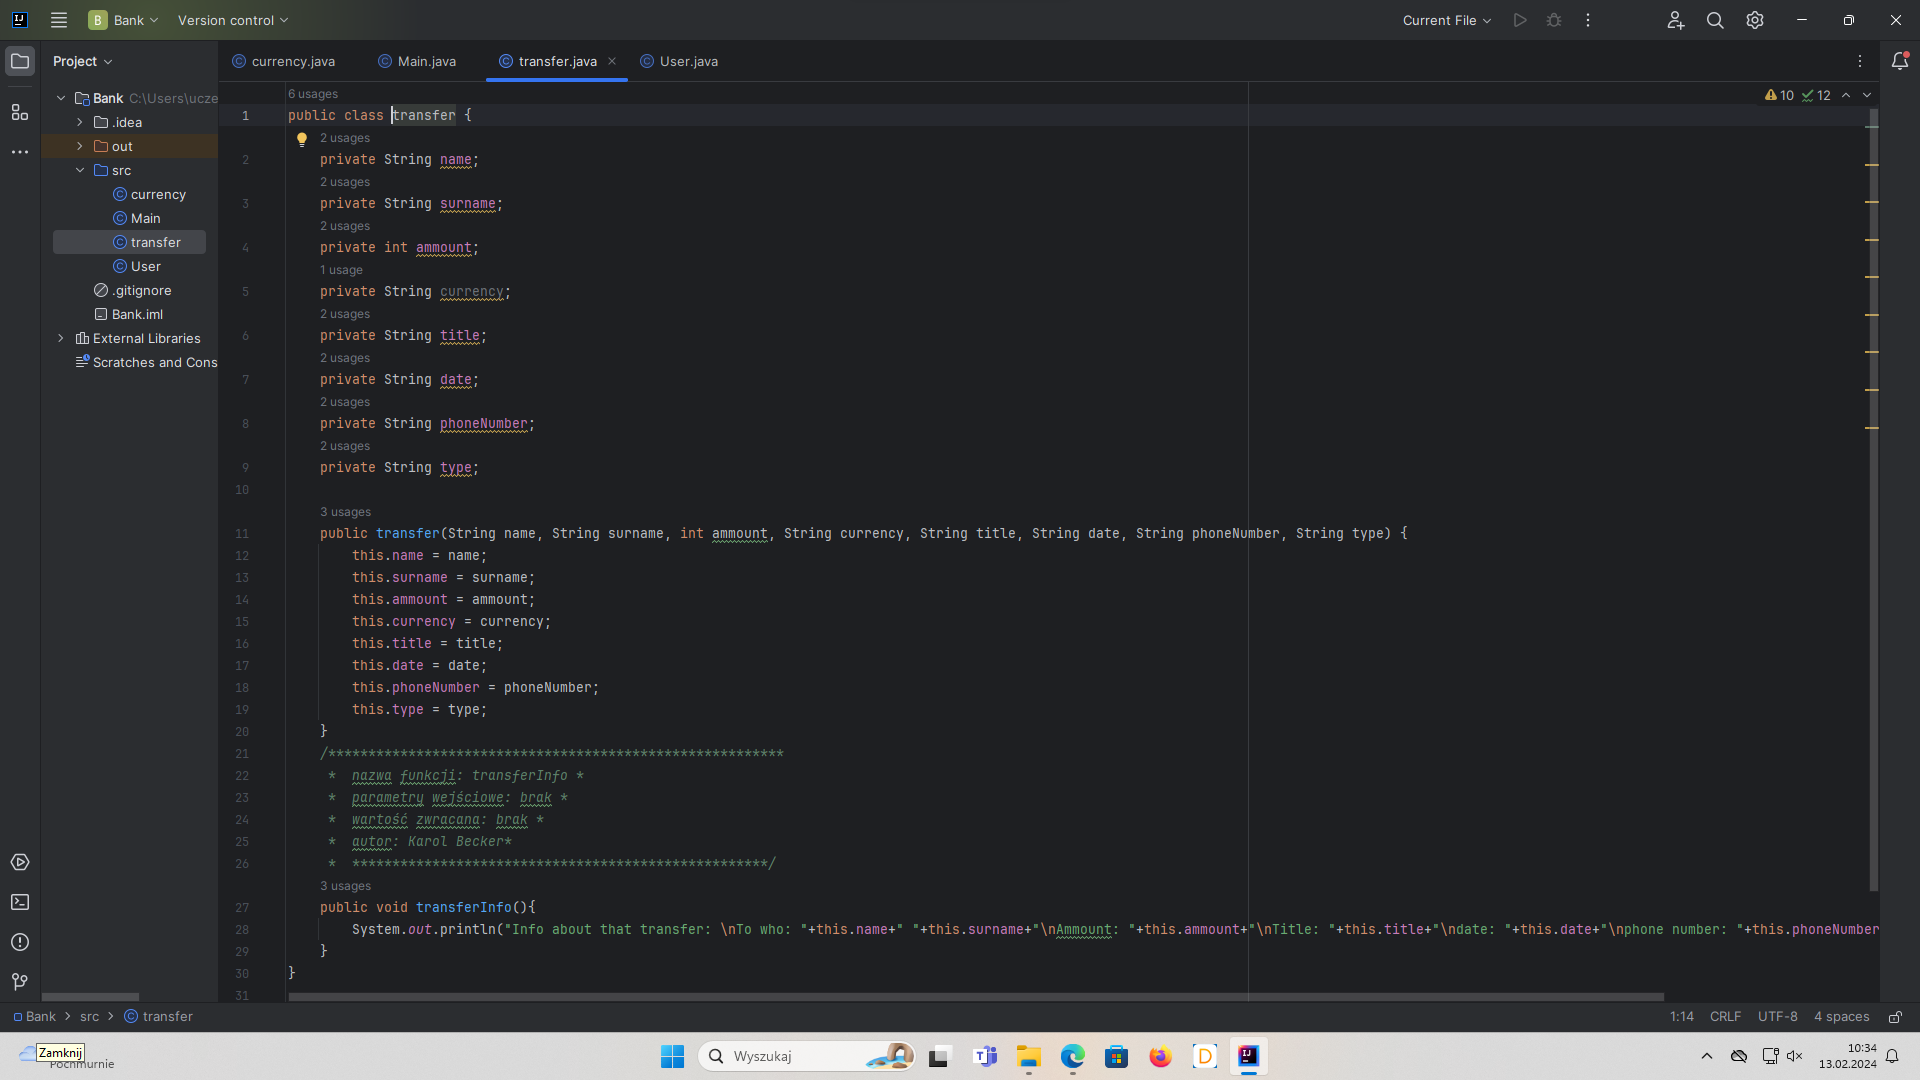 B Bank Version control Current File
Project currency.java Main.java transfer.java User.java
Bank C:\Users\ucze
.idea
out
src
currency
Main
transfer
User
.gitignore
Bank.iml
External Libraries
Scratches and Cons
10 12
6 usages
1 public class transfer {
2 usages
2 private String name;
2 usages
3 private String surname;
2 usages
4 private int ammount;
1 usage
5 private String currency;
2 usages
6 private String title;
2 usages
7 private String date;
2 usages
8 private String phoneNumber;
2 usages
9 private String type;
10
3 usages
11 public transfer(String name, String surname, int ammount, String currency, String title, String date, String phoneNumber, String type) {
12 this.name = name;
13 this.surname = surname;
14 this.ammount = ammount;
15 this.currency = currency;
16 this.title = title;
17 this.date = date;
18 this.phoneNumber = phoneNumber;
19 this.type = type;
20 }
21 /*********************************************************
22 * nazwa funkcji: transferInfo *
23 * parametry wejściowe: brak *
24 * wartość zwracana: brak *
25 * autor: Karol Becker*
26 * ****************************************************/
3 usages
27 public void transferInfo(){
28 System.out.println("Info about that transfer: \nTo who: "+this.name+" "+this.surname+"\nAmmount: "+this.ammount+"\nTitle: "+this.title+"\ndate: "+this.date+"\nphone number: "+this.phoneNumber
29 }
30 }
31
Bank > src > transfer 1:14 CRLF UTF-8 4 spaces
Zamknij
Pochmurnie
Wyszukaj
10:34
13.02.2024